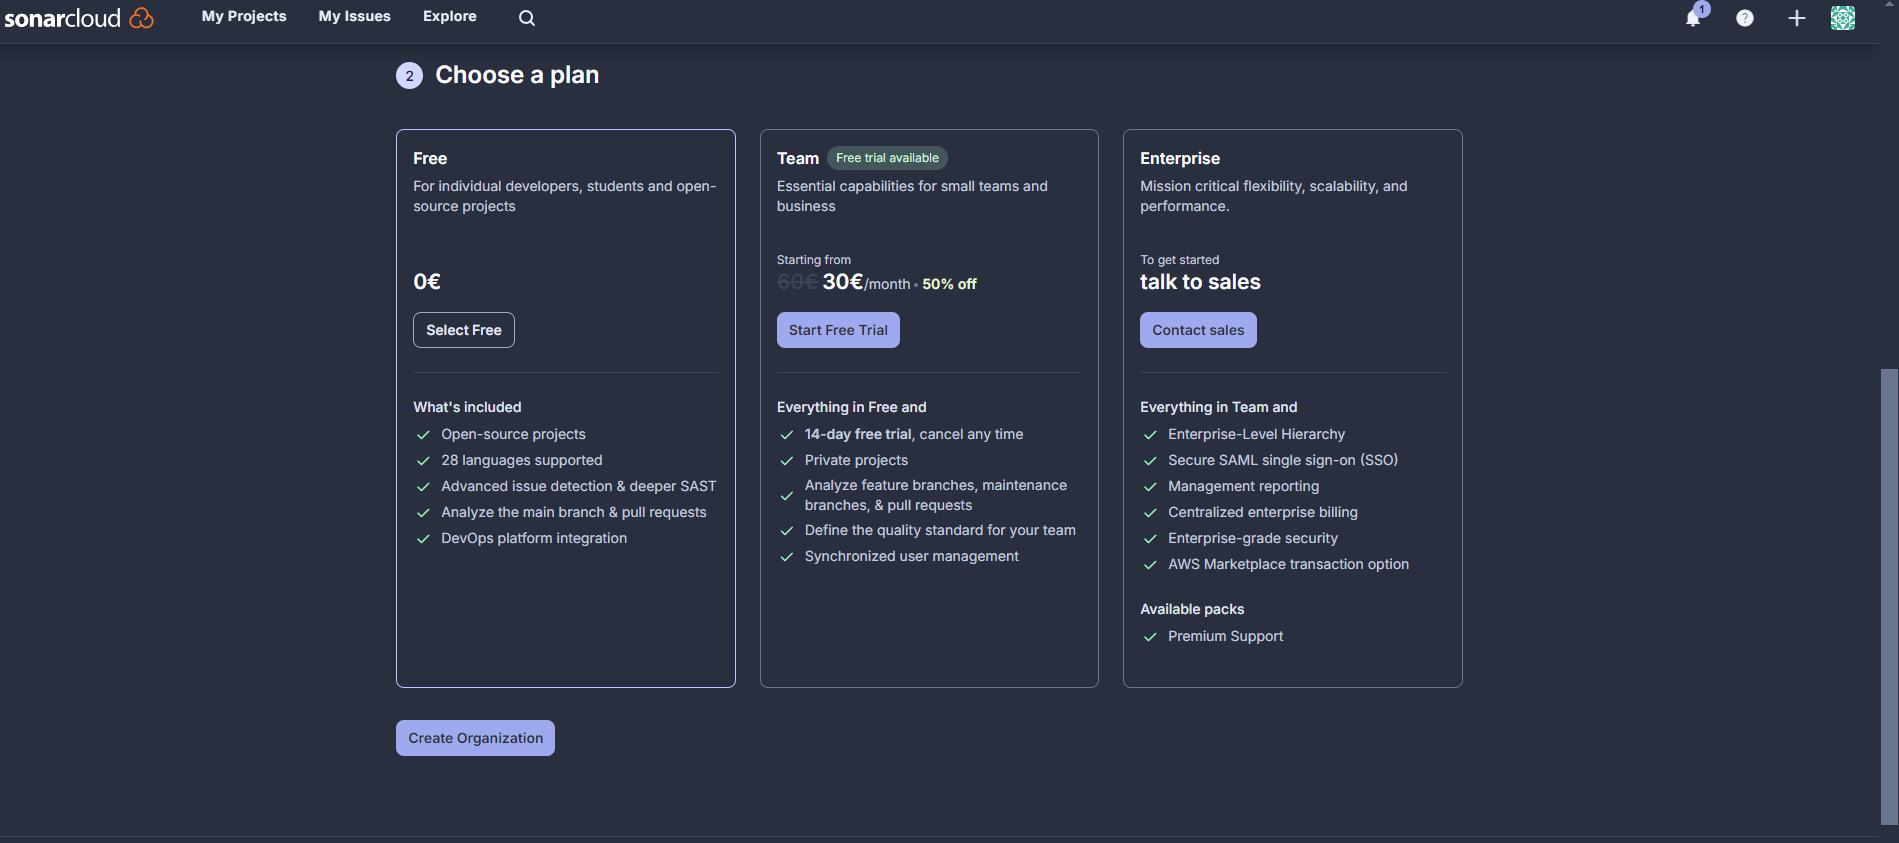 sonarcloud
My Projects
My Issues
Explore
1
?
2 Choose a plan
Free
For individual developers, students and open-
source projects
0€
Select Free
What's included
Open-source projects
28 languages supported
Advanced issue detection & deeper SAST
Analyze the main branch & pull requests
DevOps platform integration
Team Free trial available
Essential capabilities for small teams and
business
Starting from
60€ 30€/month • 50% off
Start Free Trial
Everything in Free and
14-day free trial, cancel any time
Private projects
Analyze feature branches, maintenance
branches, & pull requests
Define the quality standard for your team
Synchronized user management
Enterprise
Mission critical flexibility, scalability, and
performance.
To get started
talk to sales
Contact sales
Everything in Team and
Enterprise-Level Hierarchy
Secure SAML single sign-on (SSO)
Management reporting
Centralized enterprise billing
Enterprise-grade security
AWS Marketplace transaction option
Available packs
Premium Support
Create Organization